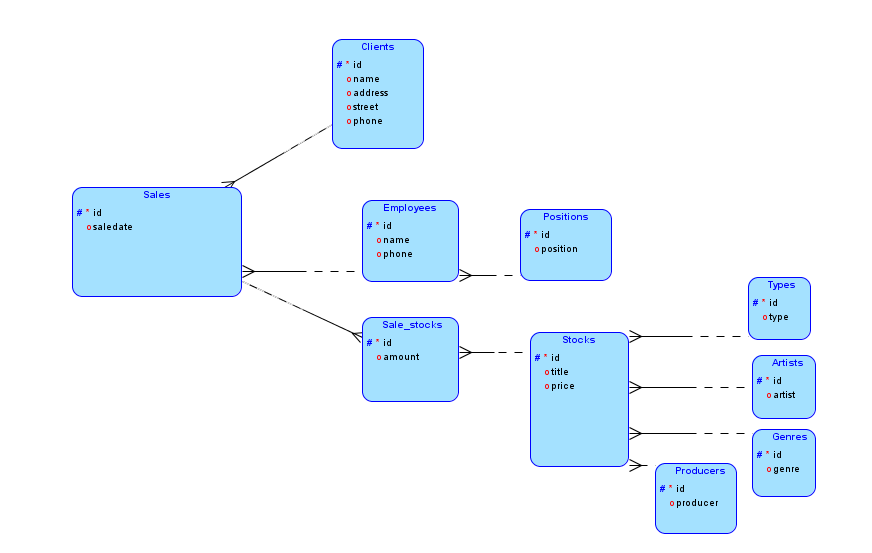 Clients
# * id
o name
o address
o street
o phone
Sales
# * id
o saledate
Employees
# * id
o name
o phone
Positions
# * id
o position
Sale_stocks
# * id
o amount
Stocks
# * id
o title
o price
Types
# * id
o type
Artists
# * id
o artist
Genres
# * id
o genre
Producers
# * id
o producer